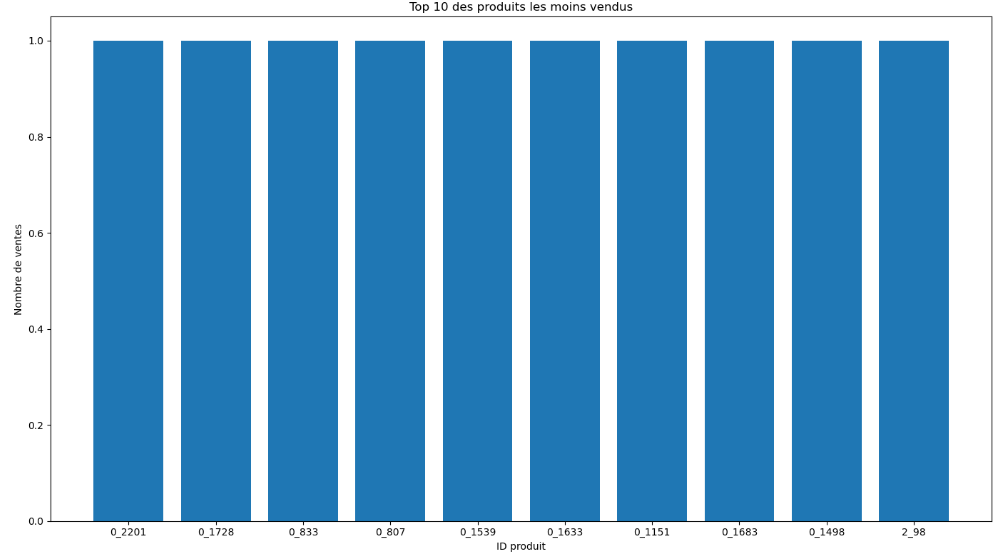 Top 10 des produits les moins vendus
Nombre de ventes
1.0
0.8
0.6
0.4
0.2
0.0
0_2201 0_1728 0_833 0_807 0_1539 0_1633 0_1151 0_1683 0_1498 2_98
ID produit